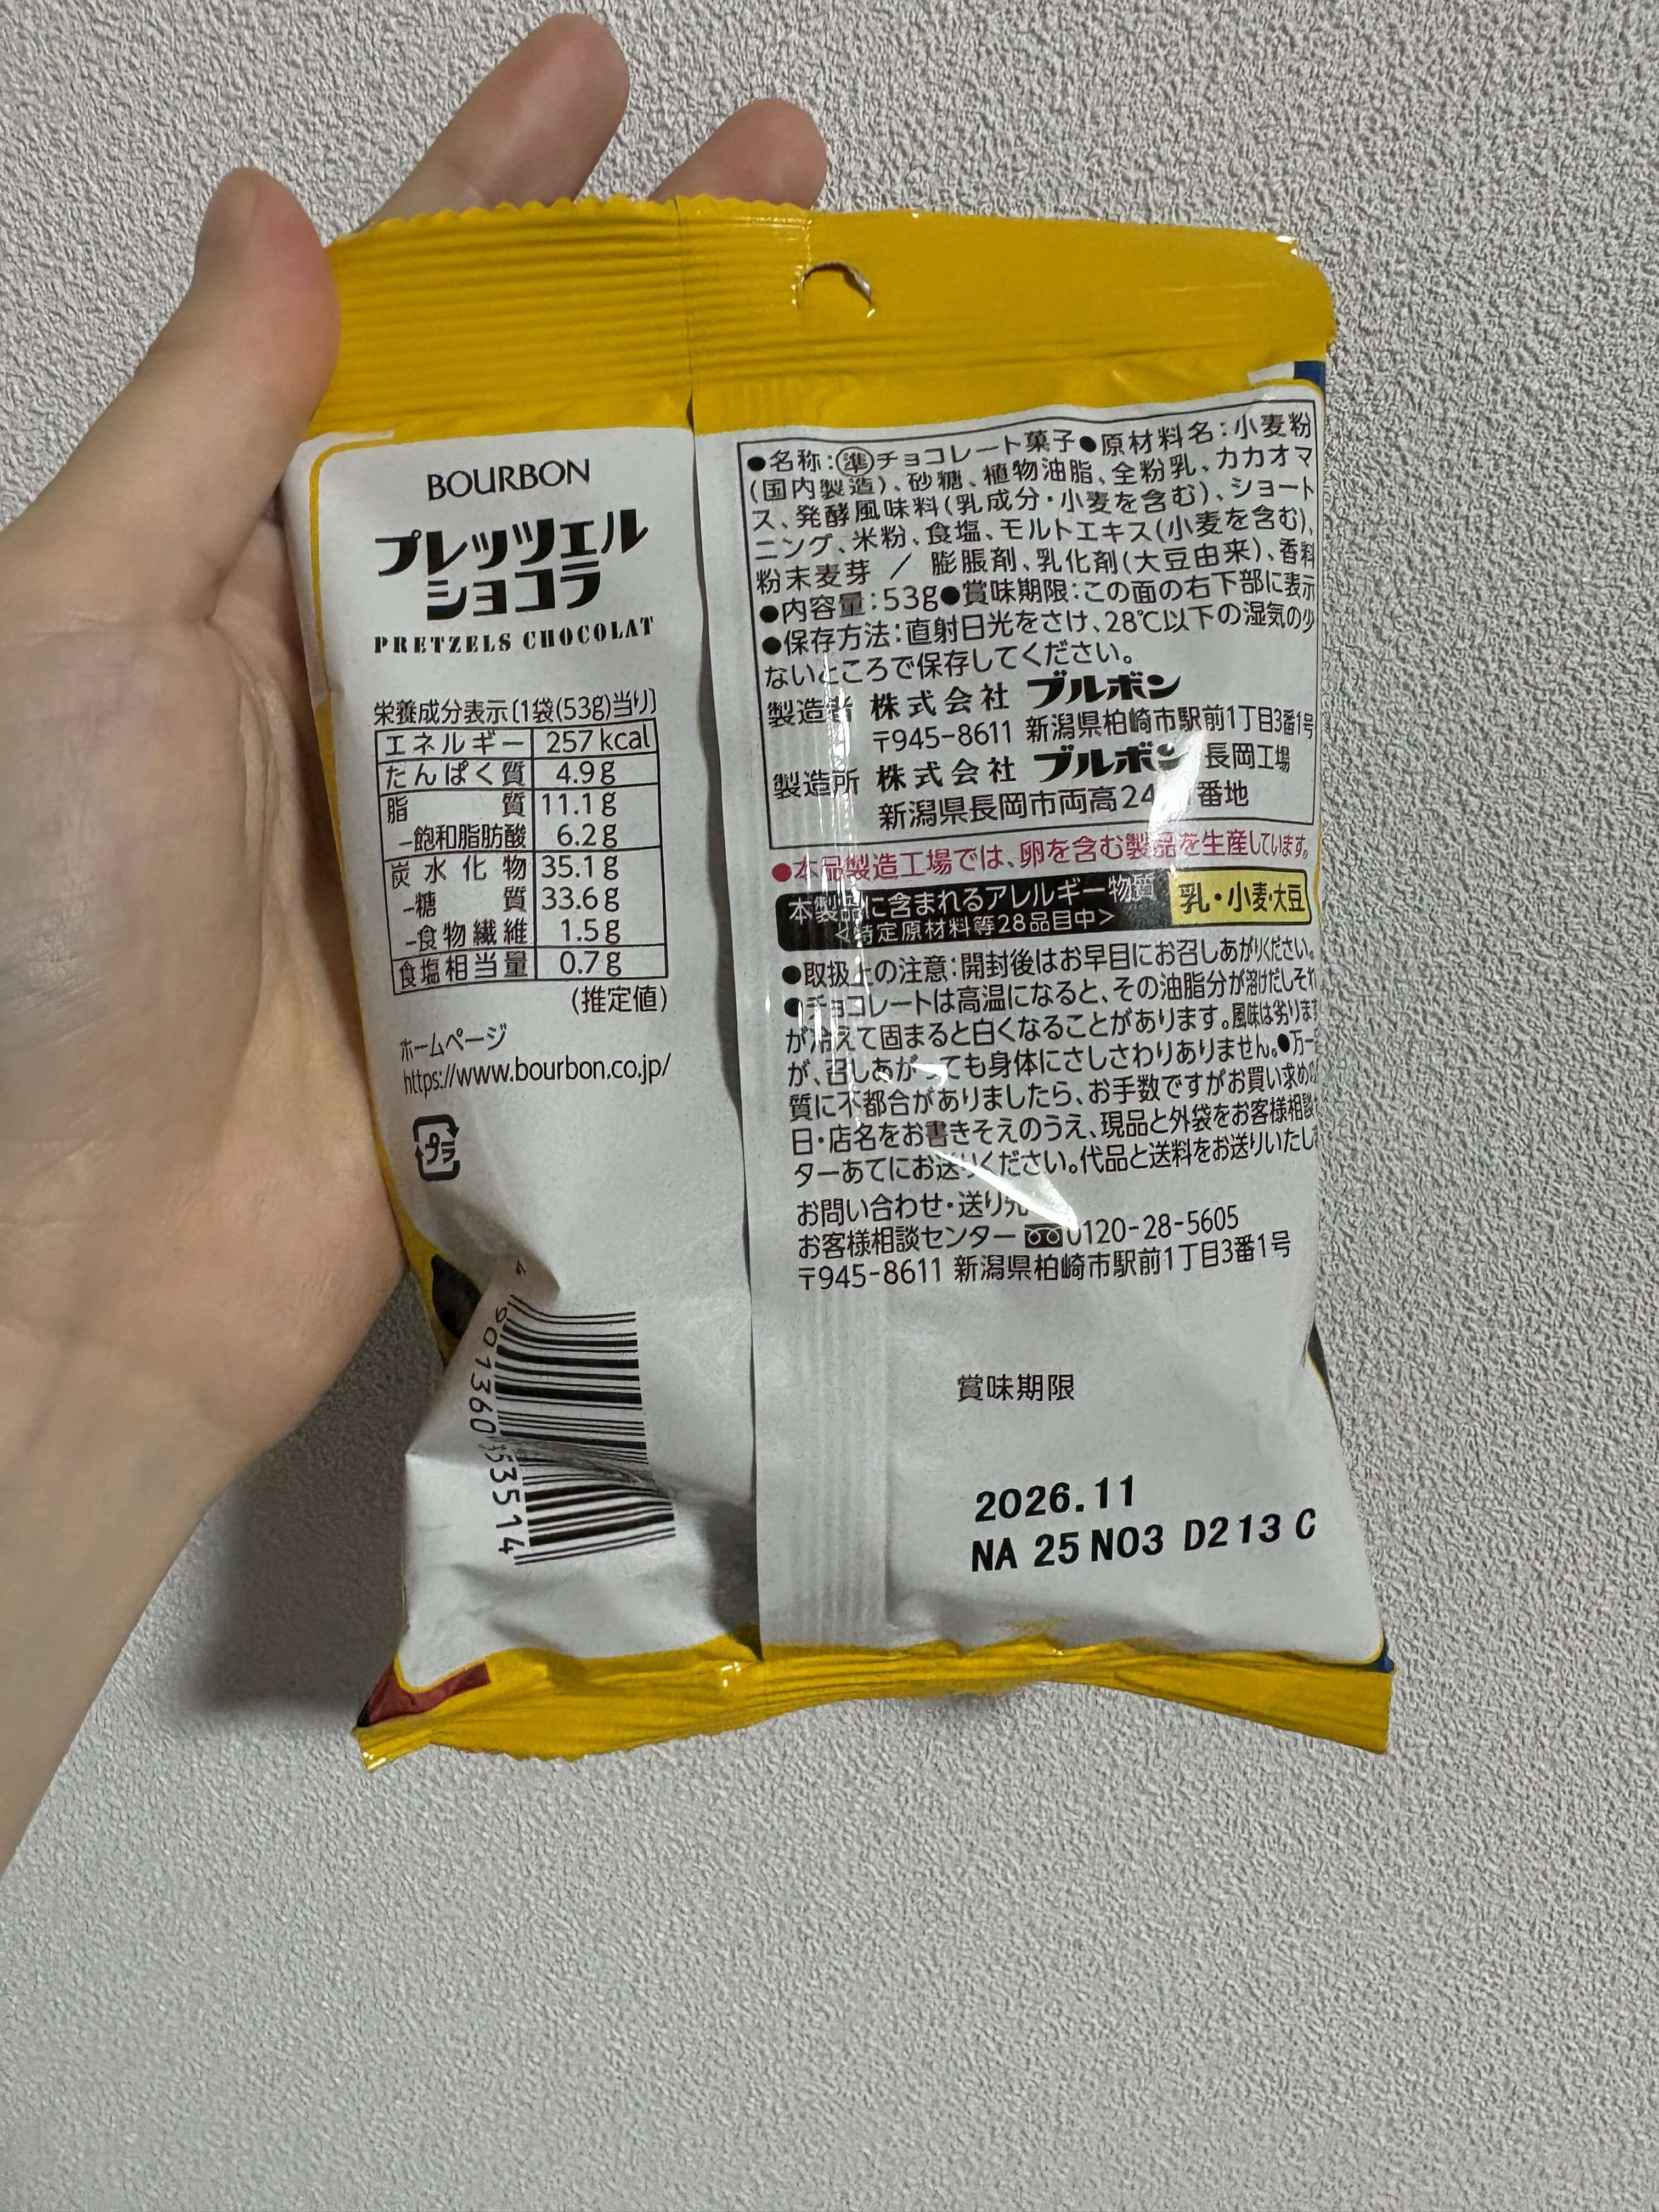 BOURBON
プレッツェル
ショコラ
PRETZELS CHOCOLAT
栄養成分表示〔1袋(53g)当り〕
エネルギー 257 kcal
たんぱく質 4.9g
脂質 11.1g
–飽和脂肪酸 6.2g
炭水化物 35.1g
–糖質 33.6g
–食物繊維 1.5g
食塩相当量 0.7g
(推定値)
ホームページ
https://www.bourbon.co.jp/
プラ
●名称:準チョコレート菓子●原材料名:小麦粉
(国内製造)、砂糖、植物油脂、全粉乳、カカオマ
ス、発酵風味料(乳成分・小麦を含む)、ショート
ニング、米粉、食塩、モルトエキス(小麦を含む)、
粉末麦芽 / 膨脹剤、乳化剤(大豆由来)、香料
●内容量:53g●賞味期限:この面の右下部に表示
●保存方法:直射日光をさけ、28℃以下の湿気の少
ないところで保存してください。
製造者 株式会社 ブルボン
〒945-8611 新潟県柏崎市駅前1丁目3番1号
製造所 株式会社 ブルボン 長岡工場
新潟県長岡市両高 番地
●本品製造工場では、卵を含む製品を生産しています。
本製品に含まれるアレルギー物質
<特定原材料等28品目中>
乳・小麦・大豆
●取扱上の注意:開封後はお早目にお召しあがりください。
●チョコレートは高温になると、その油脂分が溶けだしそれ
が冷えて固まると白くなることがあります。風味は劣ります
が、召しあがっても身体にさしさわりありません。●万一
質に不都合がありましたら、お手数ですがお買い求めの
日・店名をお書きそえのうえ、現品と外袋をお客様相談
ターあてにお送りください。代品と送料をお送りいたし
お問い合わせ・送り先
お客様相談センター 0120-28-5605
〒945-8611 新潟県柏崎市駅前1丁目3番1号
賞味期限
2026.11
NA 25 N03 D213 C